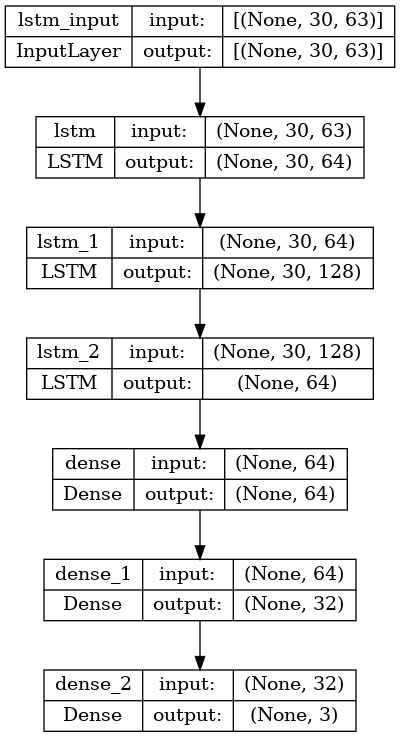 lstm_input input: [(None, 30, 63)]
InputLayer output: [(None, 30, 63)]
lstm input: (None, 30, 63)
LSTM output: (None, 30, 64)
lstm_1 input: (None, 30, 64)
LSTM output: (None, 30, 128)
lstm_2 input: (None, 30, 128)
LSTM output: (None, 64)
dense input: (None, 64)
Dense output: (None, 64)
dense_1 input: (None, 64)
Dense output: (None, 32)
dense_2 input: (None, 32)
Dense output: (None, 3)